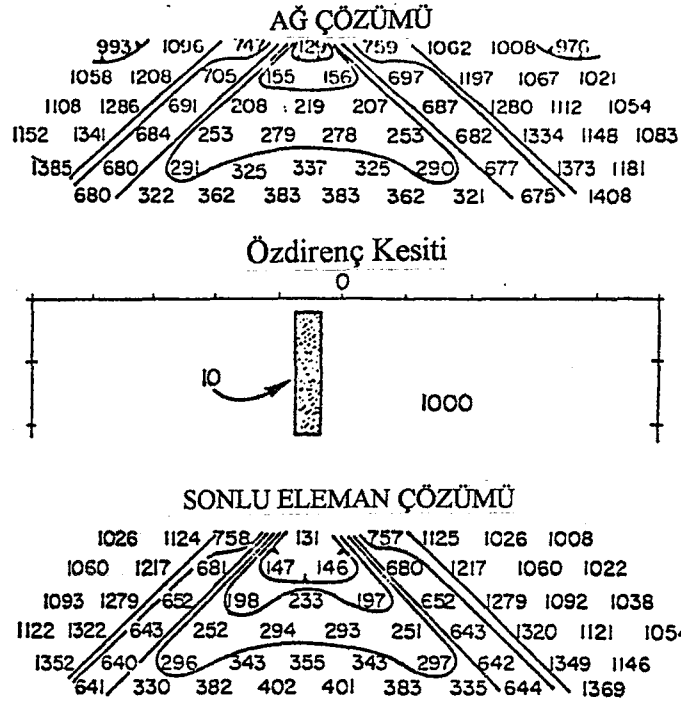 AĞ ÇÖZÜMÜ
993 1096 747 129 759 1062 1008 976
1058 1208 705 155 156 697 1197 1067 1021
1108 1286 691 208 219 207 687 1280 1112 1054
1152 1341 684 253 279 278 253 682 1334 1148 1083
1385 680 291 325 337 325 290 677 1373 1181
680 322 362 383 383 362 321 675 1408
Özdirenç Kesiti
0
10
1000
SONLU ELEMAN ÇÖZÜMÜ
1026 1124 758 131 757 1125 1026 1008
1060 1217 681 147 146 680 1217 1060 1022
1093 1279 652 198 233 197 652 1279 1092 1038
1122 1322 643 252 294 293 251 643 1320 1121 1054
1352 640 296 343 355 343 297 642 1349 1146
641 330 382 402 401 383 335 644 1369